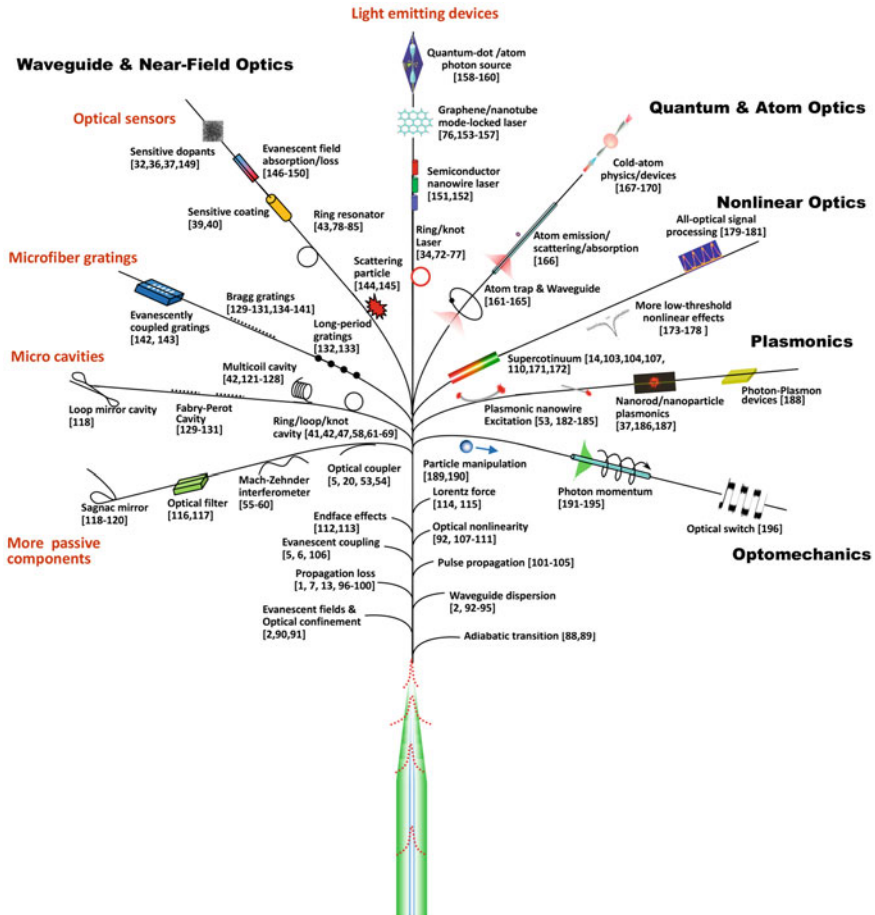 Light emitting devices
Waveguide & Near-Field Optics
Quantum-dot /atom
photon source
[158-160]
Graphene/nanotube
mode-locked laser
[76,153-157]
Semiconductor
nanowire laser
[151,152]
Ring/knot
Laser
[34,72-77]
Optical sensors
Sensitive dopants
[32,36,37,149]
Evanescent field
absorption/loss
[146-150]
Sensitive coating
[39,40]
Ring resonator
[43,78-85]
Scattering
particle
[144,145]
Quantum & Atom Optics
Cold-atom
physics/devices
[167-170]
Atom emission/
scattering/absorption
[166]
Atom trap & Waveguide
[161-165]
Nonlinear Optics
All-optical signal
processing [179-181]
More low-threshold
nonlinear effects
[173-178 ]
Supercotinuum [14,103,104,107,
110,171,172]
Microfiber gratings
Evanescently
coupled gratings
[142, 143]
Bragg gratings
[129-131,134-141]
Long-period
gratings
[132,133]
Micro cavities
Loop mirror cavity
[118]
Fabry-Perot
Cavity
[129-131]
Multicoil cavity
[42,121-128]
Ring/loop/knot
cavity [41,42,47,58,61-69]
Plasmonics
Plasmonic nanowire
Excitation [53, 182-185]
Nanorod/nanoparticle
plasmonics
[37,186,187]
Photon-Plasmon
devices [188]
Sagnac mirror
[118-120]
Optical filter
[116,117]
Mach-Zehnder
interferometer
[55-60]
Optical coupler
[5, 20, 53,54]
More passive
components
Particle manipulation
[189,190]
Photon momentum
[191-195]
Optical switch [196]
Optomechanics
Lorentz force
[114, 115]
Endface effects
[112,113]
Optical nonlinearity
[92, 107-111]
Evanescent coupling
[5, 6, 106]
Pulse propagation [101-105]
Propagation loss
[1, 7, 13, 96-100]
Waveguide dispersion
[2, 92-95]
Evanescent fields &
Optical confinement
[2,90,91]
Adiabatic transition [88,89]